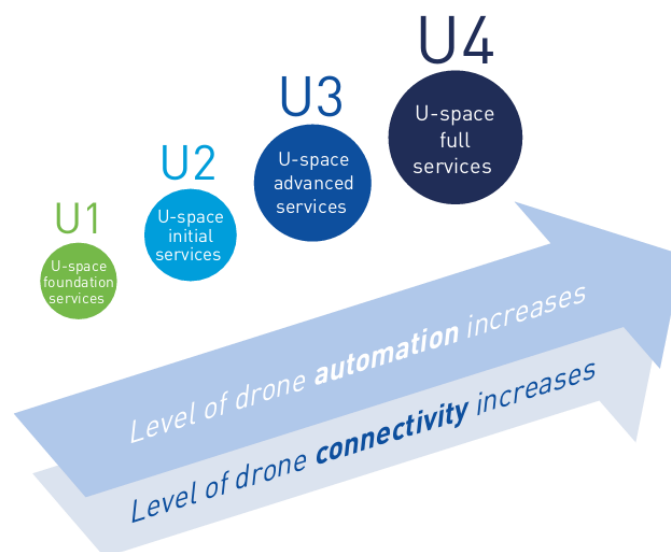 U1
U-space
foundation
services
U2
U-space
initial
services
U3
U-space
advanced
services
U4
U-space
full
services
Level of drone automation increases
Level of drone connectivity increases